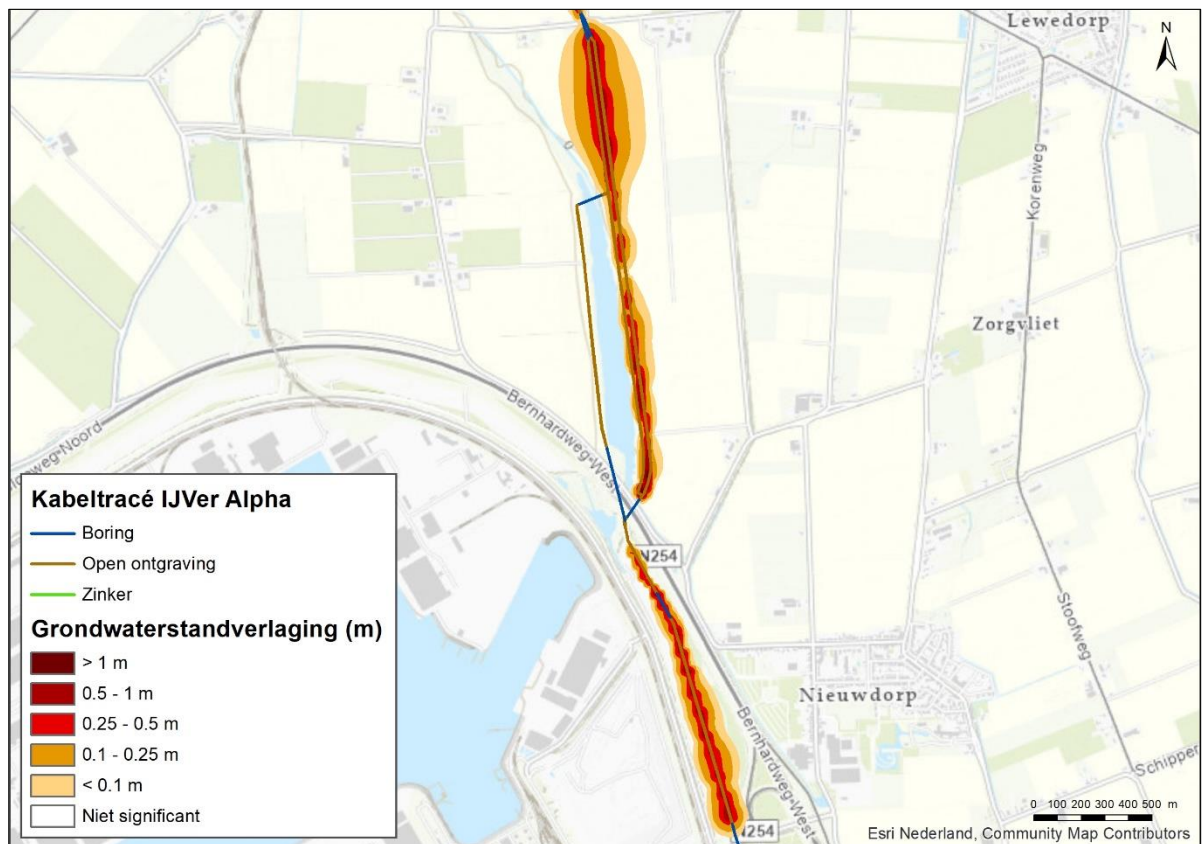 Lewedorp
N
Korenweg
Zorgvliet
Bernhardweg-West
weg-Noord
N254
Stoofweg
Nieuwdorp
Bernhardweg-West
Schipper
N254
Kabeltracé IJVer Alpha
Boring
Open ontgraving
Zinker
Grondwaterstandverlaging (m)
> 1 m
0.5 - 1 m
0.25 - 0.5 m
0.1 - 0.25 m
< 0.1 m
Niet significant
0 100 200 300 400 500 m
Esri Nederland, Community Map Contributors